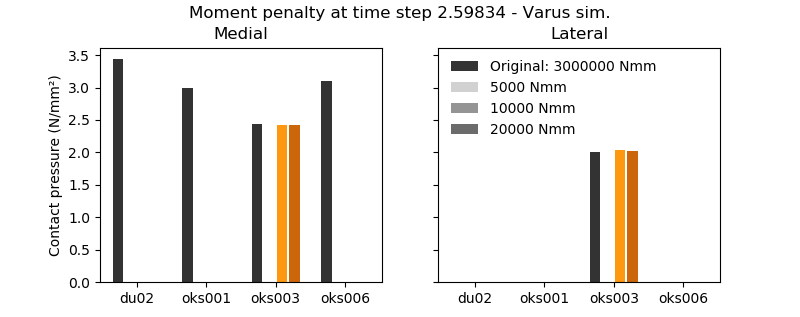 Moment penalty at time step 2.59834 - Varus sim.
Medial
Lateral
Contact pressure (N/mm²)
3.5
3.0
2.5
2.0
1.5
1.0
0.5
0.0
du02
oks001
oks003
oks006
Original: 3000000 Nmm
5000 Nmm
10000 Nmm
20000 Nmm
du02
oks001
oks003
oks006